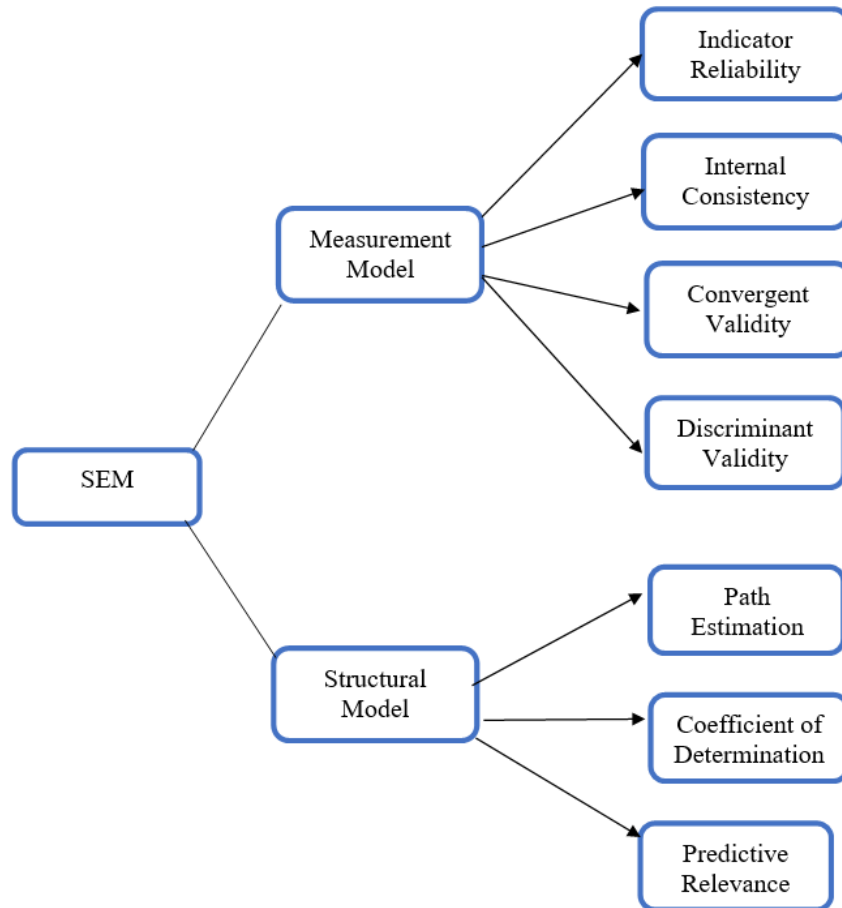 Indicator
Reliability
Internal
Consistency
Measurement
Model
Convergent
Validity
Discriminant
Validity
SEM
Path
Estimation
Structural
Model
Coefficient of
Determination
Predictive
Relevance